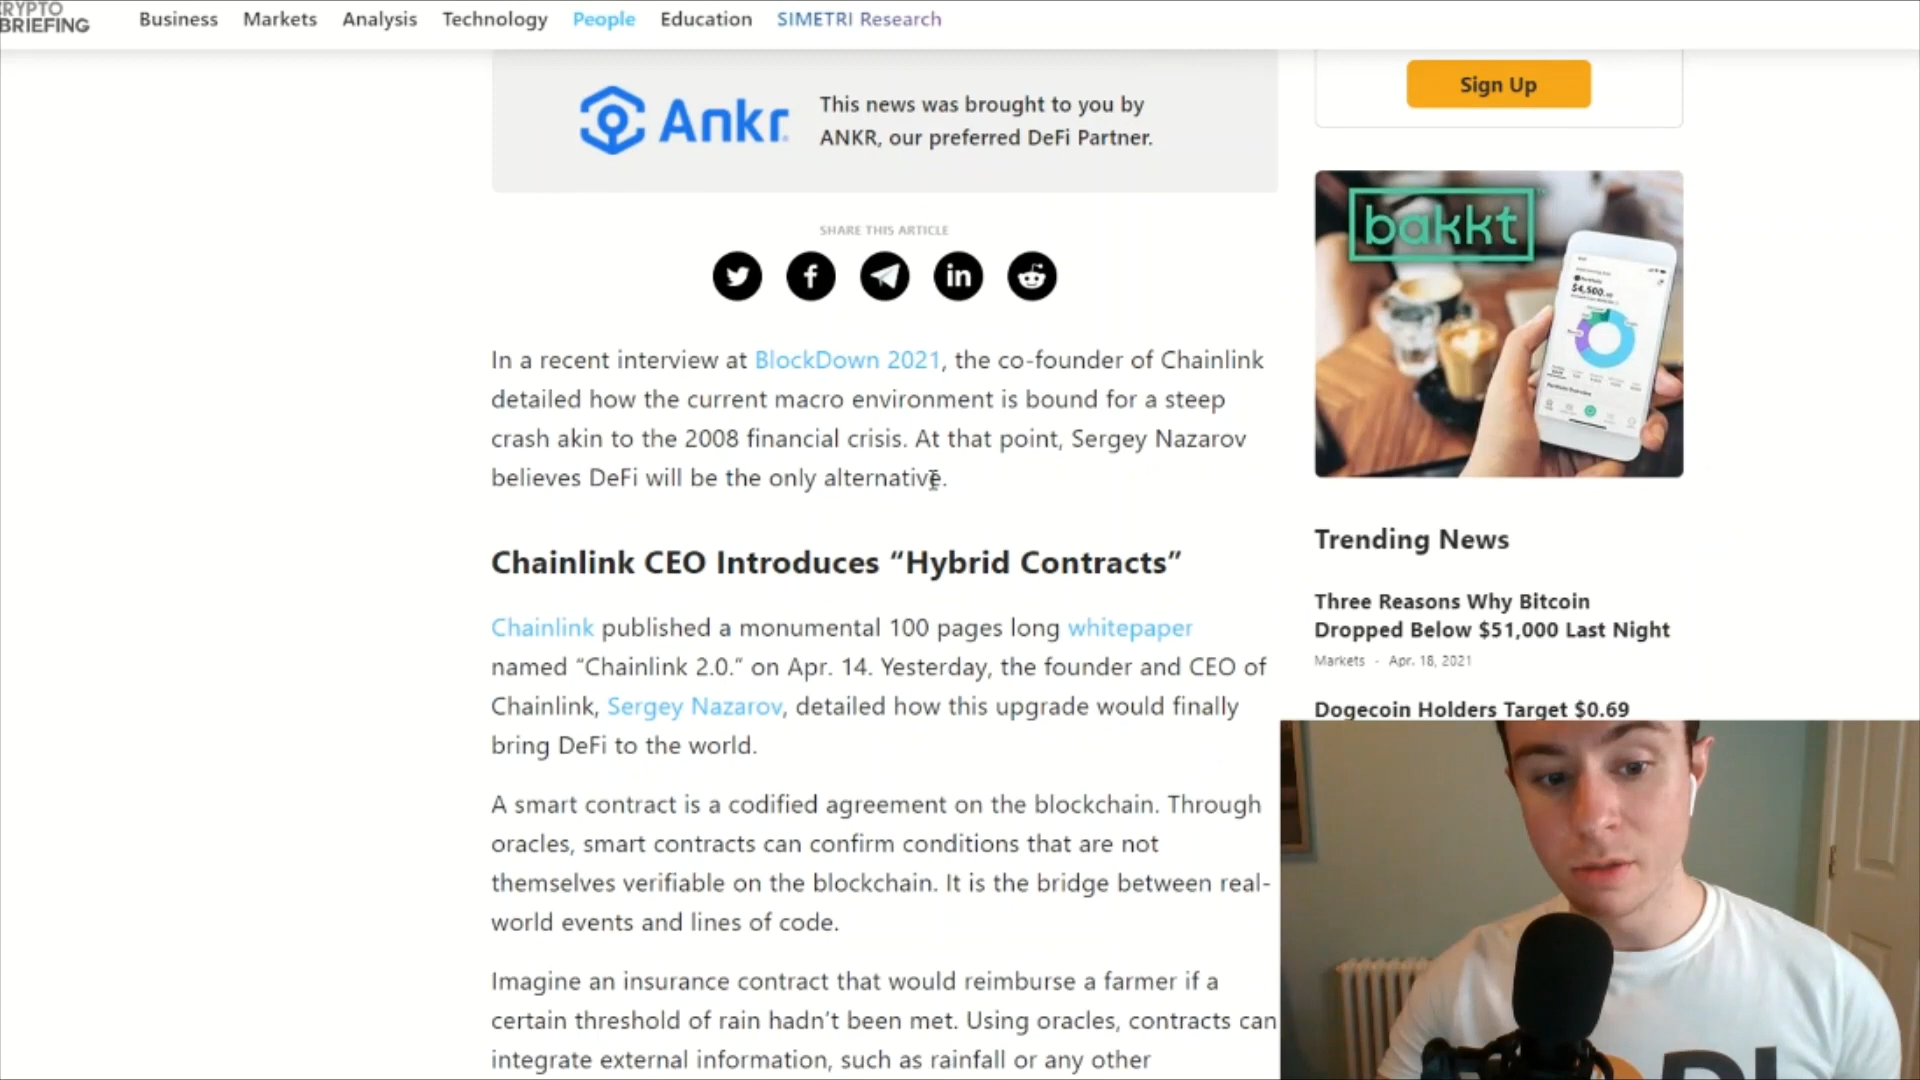 CRYPTO
BRIEFING
Business Markets Analysis Technology People Education SIMETRI Research
Ankr
This news was brought to you by
ANKR, our preferred DeFi Partner.
Sign Up
SHARE THIS ARTICLE
bakkt
$4,500
In a recent interview at BlockDown 2021, the co-founder of Chainlink
detailed how the current macro environment is bound for a steep
crash akin to the 2008 financial crisis. At that point, Sergey Nazarov
believes DeFi will be the only alternative.
Chainlink CEO Introduces “Hybrid Contracts”
Chainlink published a monumental 100 pages long whitepaper
named “Chainlink 2.0.” on Apr. 14. Yesterday, the founder and CEO of
Chainlink, Sergey Nazarov, detailed how this upgrade would finally
bring DeFi to the world.
A smart contract is a codified agreement on the blockchain. Through
oracles, smart contracts can confirm conditions that are not
themselves verifiable on the blockchain. It is the bridge between real-
world events and lines of code.
Imagine an insurance contract that would reimburse a farmer if a
certain threshold of rain hadn’t been met. Using oracles, contracts can
integrate external information, such as rainfall or any other
Trending News
Three Reasons Why Bitcoin
Dropped Below $51,000 Last Night
Markets - Apr. 18, 2021
Dogecoin Holders Target $0.69